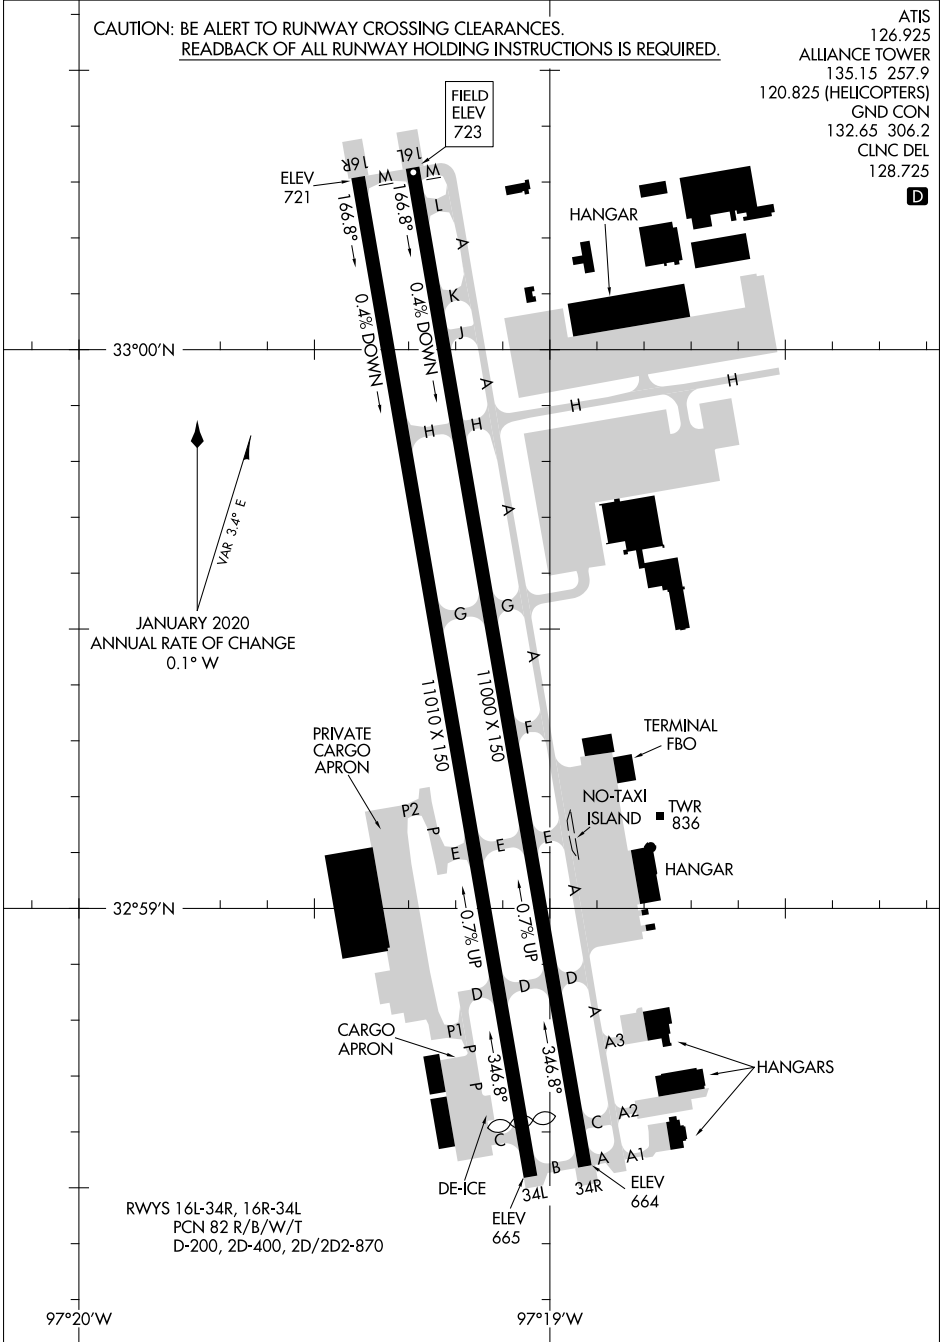 CAUTION: BE ALERT TO RUNWAY CROSSING CLEARANCES.
READBACK OF ALL RUNWAY HOLDING INSTRUCTIONS IS REQUIRED.
ATIS
126.925
ALLIANCE TOWER
135.15 257.9
120.825 (HELICOPTERS)
GND CON
132.65 306.2
CLNC DEL
128.725
D
FIELD
ELEV
723
16R
16L
ELEV
721
W
W
L
166.8°
166.8°
A
HANGAR
K
J
0.4% DOWN
0.4% DOWN
33°00'N
A
H
H
H
H
VAR 3.4° E
A
JANUARY 2020
ANNUAL RATE OF CHANGE
0.1° W
G
G
A
11010 X 150
11000 X 150
F
PRIVATE
CARGO
APRON
TERMINAL
FBO
NO-TAXI
ISLAND
TWR
836
P2
P
E
E
E
HANGAR
A
32°59'N
0.7% UP
0.7% UP
D
D
D
A
CARGO
APRON
P1
P
P
A3
346.8°
346.8°
HANGARS
C
C
A2
B
A
A1
DE-ICE
34L
34R
ELEV
664
ELEV
665
RWYS 16L-34R, 16R-34L
PCN 82 R/B/W/T
D-200, 2D-400, 2D/2D2-870
97°20'W
97°19'W